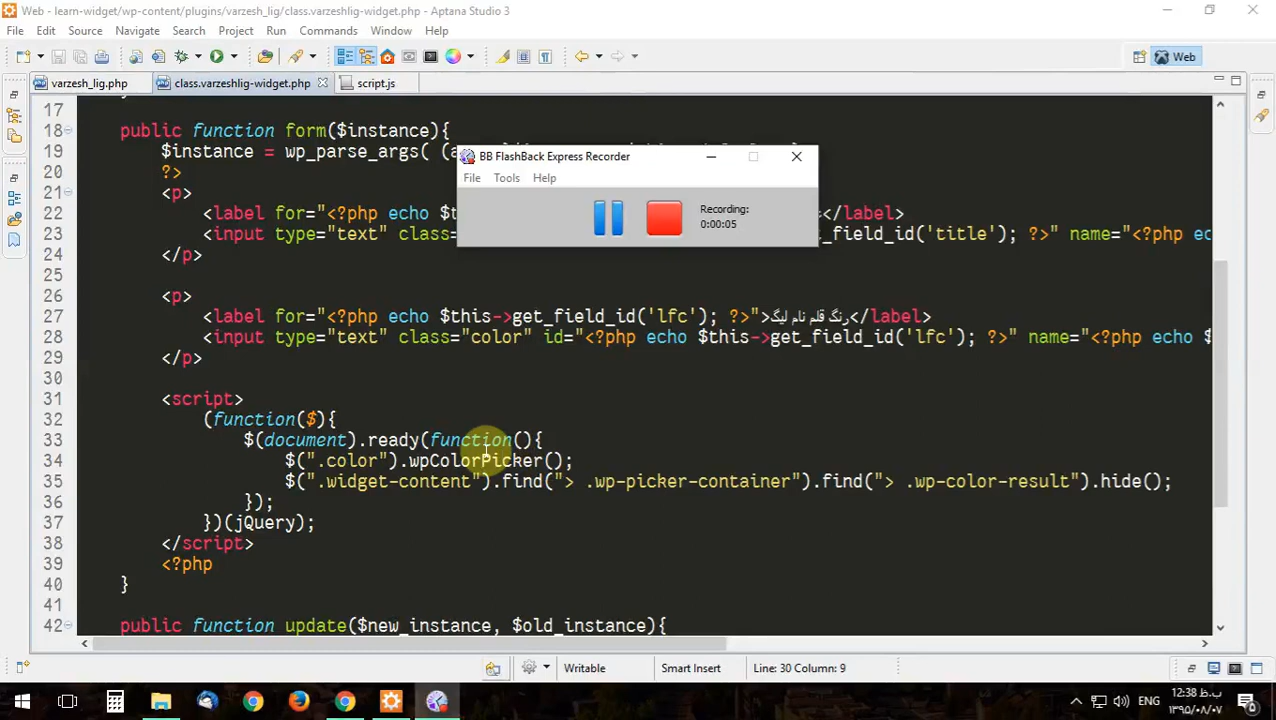 Web - learn-widget/wp-content/plugins/varzesh_lig/class.varzeshlig-widget.php - Aptana Studio 3
File Edit Source Navigate Search Project Run Commands Window Help
Web
varzesh_lig.php class.varzeshlig-widget.php script.js
17
18 public function form($instance){
19 $instance = wp_parse_args( (a
20 ?>
21 <p>
22 <label for="<?php echo $t </label>
23 <input type="text" class= _field_id('title'); ?>" name="<?php ec
24 </p>
25
26 <p>
27 <label for="<?php echo $this->get_field_id('lfc'); ?>">رنگ قلم نام لیگ</label>
28 <input type="text" class="color" id="<?php echo $this->get_field_id('lfc'); ?>" name="<?php echo $
29 </p>
30
31 <script>
32 (function($){
33 $(document).ready(function(){
34 $(".color").wpColorPicker();
35 $(".widget-content").find("> .wp-picker-container").find("> .wp-color-result").hide();
36 });
37 })(jQuery);
38 </script>
39 <?php
40 }
41
42 public function update($new_instance, $old_instance){
BB FlashBack Express Recorder
File Tools Help
Recording:
0:00:05
Writable Smart Insert Line: 30 Column: 9
ENG
12:38 ب.ظ
۱۳۹۵/۰۸/۰۷